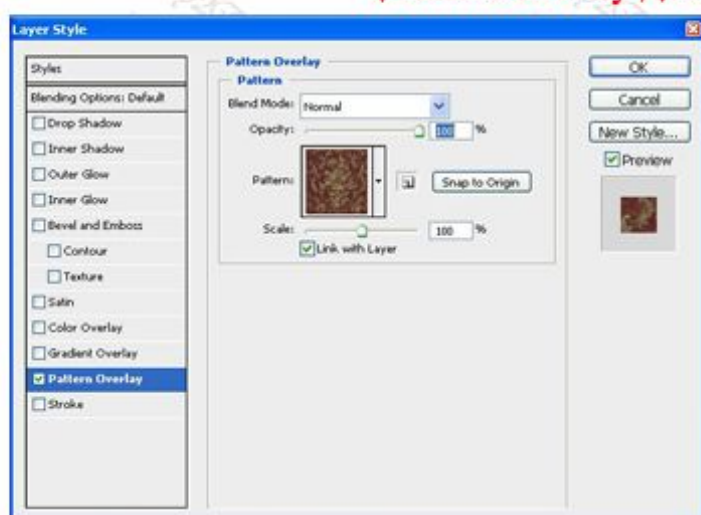 Layer Style
Styles
Blending Options: Default
Drop Shadow
Inner Shadow
Outer Glow
Inner Glow
Bevel and Emboss
Contour
Texture
Satin
Color Overlay
Gradient Overlay
Pattern Overlay
Stroke
Pattern Overlay
Pattern
Blend Mode: Normal
Opacity: 100 %
Pattern: Snap to Origin
Scale: 100 %
Link with Layer
OK
Cancel
New Style...
Preview